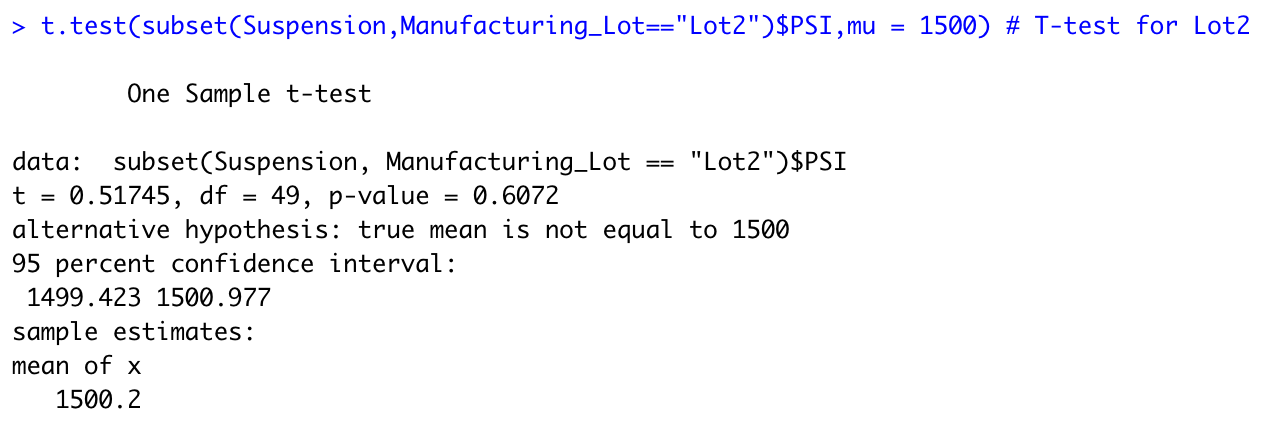 > t.test(subset(Suspension,Manufacturing_Lot=="Lot2")$PSI,mu = 1500) # T-test for Lot2
One Sample t-test
data:  subset(Suspension, Manufacturing_Lot == "Lot2")$PSI
t = 0.51745, df = 49, p-value = 0.6072
alternative hypothesis: true mean is not equal to 1500
95 percent confidence interval:
 1499.423 1500.977
sample estimates:
mean of x
   1500.2